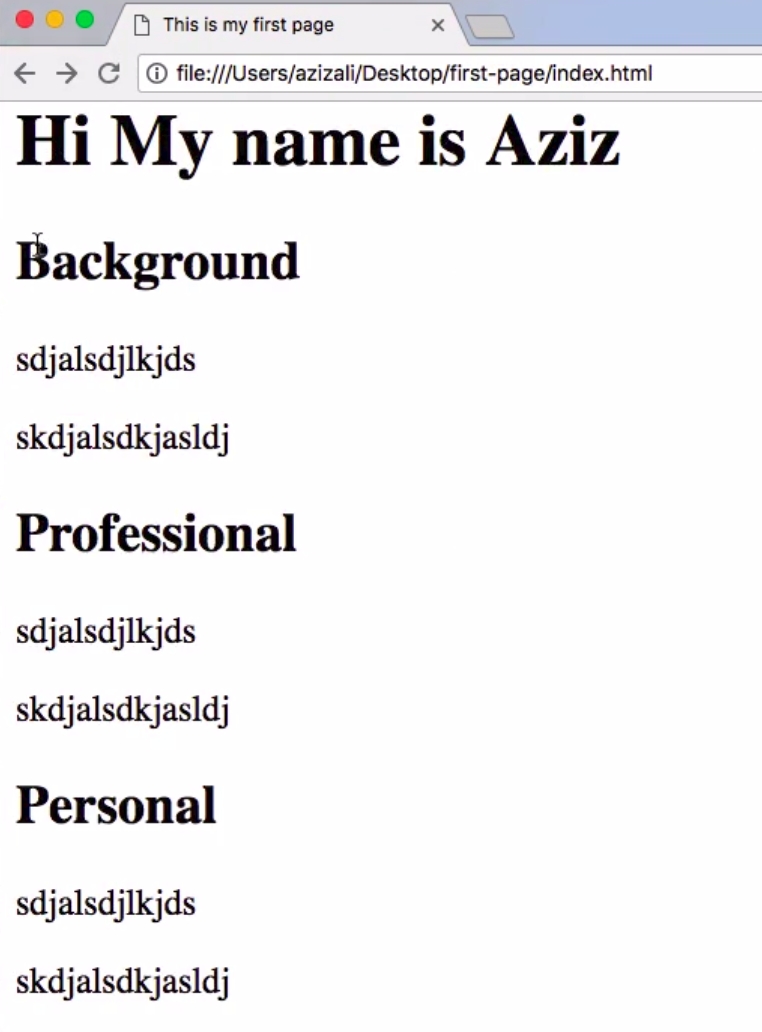 This is my first page
file:///Users/azizali/Desktop/first-page/index.html
Hi My name is Aziz
Background
sdjalsdjlkjds
skdjalsdkjasldj
Professional
sdjalsdjlkjds
skdjalsdkjasldj
Personal
sdjalsdjlkjds
skdjalsdkjasldj